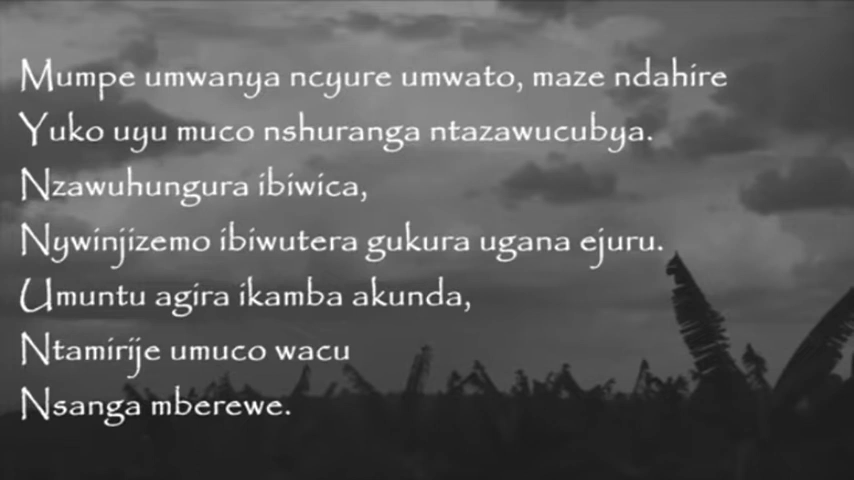 Mumpe umwanya ncyure umwato, maze ndahire
Yuko uyu muco nshuranga ntazawucubya.
Nzawuhungura ibiwica,
Nywinjizemo ibiwutera gukura ugana ejuru.
Umuntu agira ikamba akunda,
Ntamirije umuco wacu
Nsanga mberewe.